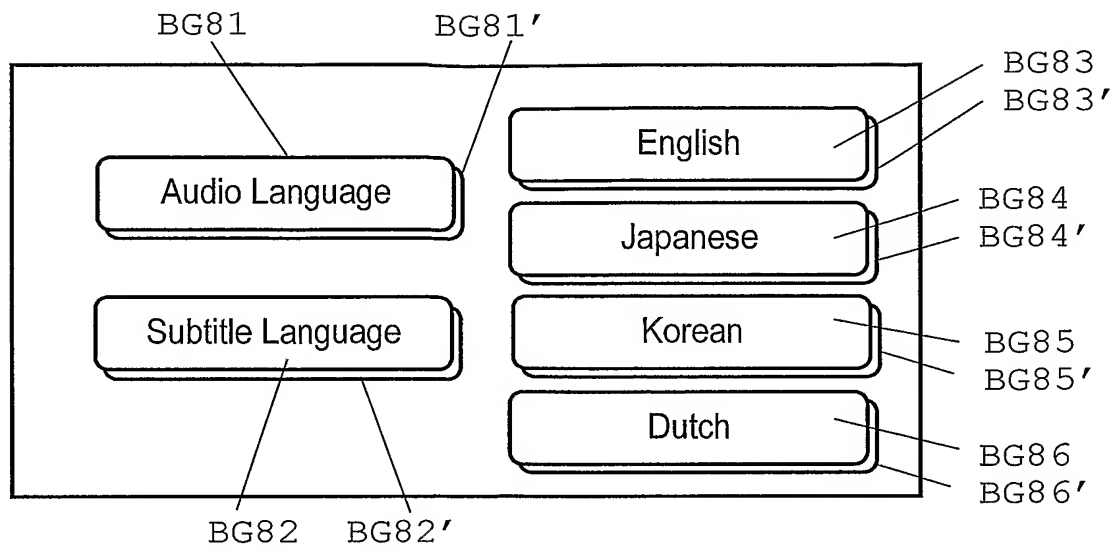 BG81 BG81'
BG83
BG83'
English
Audio Language
BG84
Japanese
BG84'
Subtitle Language
Korean
BG85
BG85'
Dutch
BG86
BG86'
BG82 BG82'